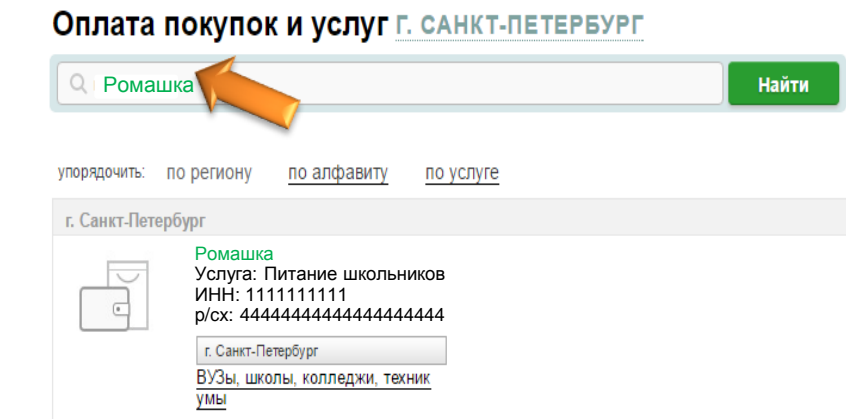 Оплата покупок и услуг г. САНКТ-ПЕТЕРБУРГ
Ромашка Найти
упорядочить: по региону по алфавиту по услуге
г. Санкт-Петербург
Ромашка
Услуга: Питание школьников
ИНН: 1111111111
р/сх: 44444444444444444444
г. Санкт-Петербург
ВУЗы, школы, колледжи, техник
умы